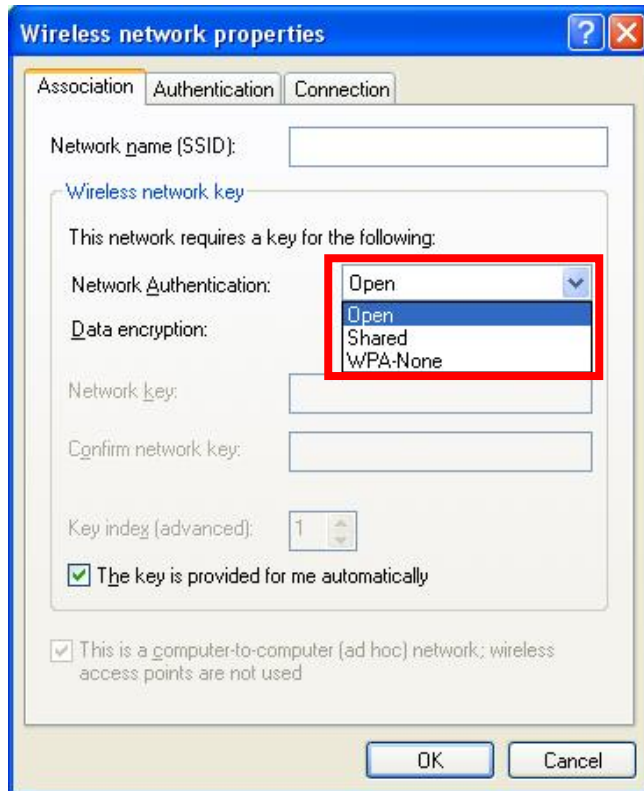 Wireless network properties
Association Authentication Connection
Network name (SSID):
Wireless network key
This network requires a key for the following:
Network Authentication: Open
Open
Data encryption:
Shared
WPA-None
Network key:
Confirm network key:
Key index (advanced): 1
The key is provided for me automatically
This is a computer-to-computer (ad hoc) network; wireless
access points are not used
OK Cancel